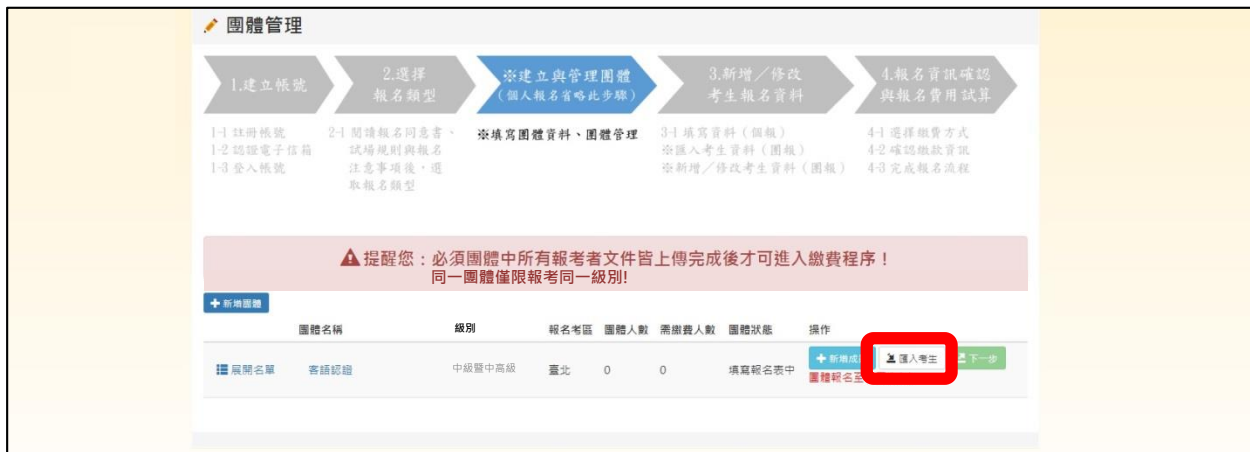 團體管理
1.建立帳號
2.選擇
報名類型
※建立與管理團體
(個人報名省略此步驟)
3.新增／修改
考生報名資料
4.報名資訊確認
與報名費用試算
1-1 註冊帳號
1-2 認證電子信箱
1-3 登入帳號
2-1 閱讀報名同意書、
試場規則與報名
注意事項後，選
取報名類型
※填寫團體資料、團體管理
3-1 填寫資料（個報）
※匯入考生資料（團報）
※新增／修改考生資料（團報）
4-1 選擇繳費方式
4-2 確認繳款資訊
4-3 完成報名流程
提醒您：必須團體中所有報考者文件皆上傳完成後才可進入繳費程序！
同一團體僅限報考同一級別!
新增團體
團體名稱 級別 報名考區 團體人數 需繳費人數 團體狀態 操作
展開名單 客語認證 中級暨中高級 臺北 0 0 填寫報名表中 新增成 匯入考生 下一步
團體報名至